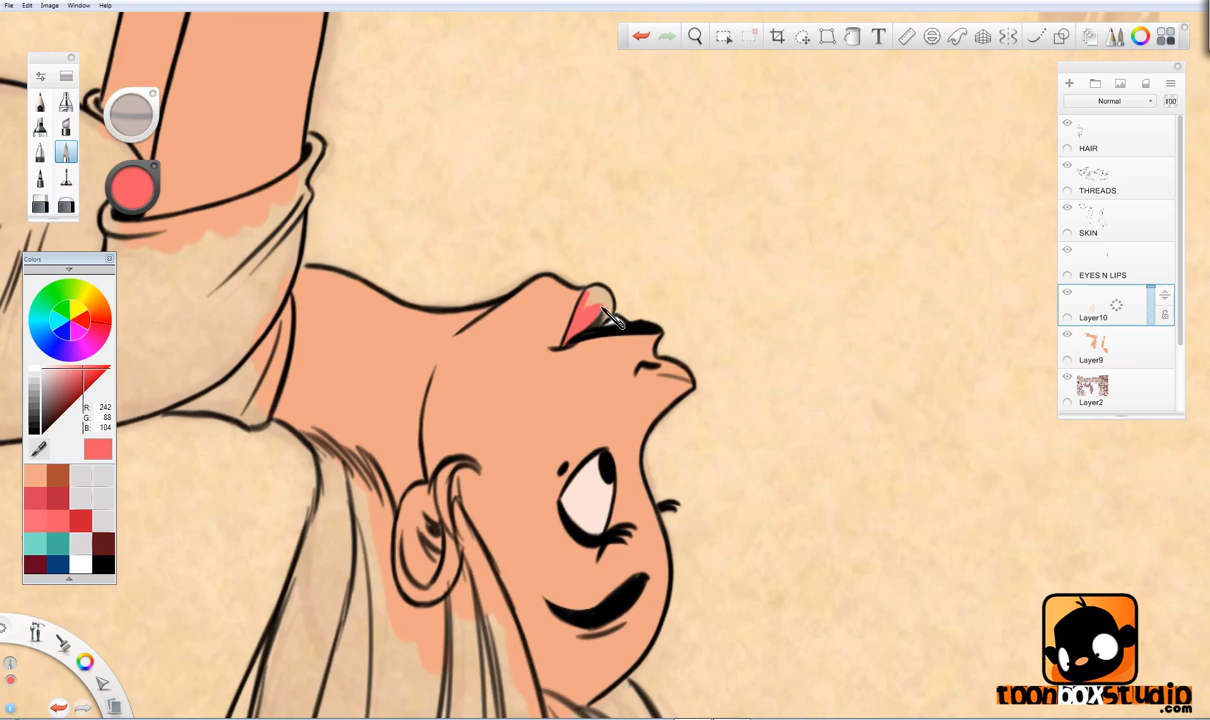 File Edit Image Window Help
T
Normal 100
HAIR
THREADS
SKIN
EYES N LIPS
Layer10
Layer9
Layer2
Colors
R: 242
G: 88
B: 104
toonboxstudio
.com